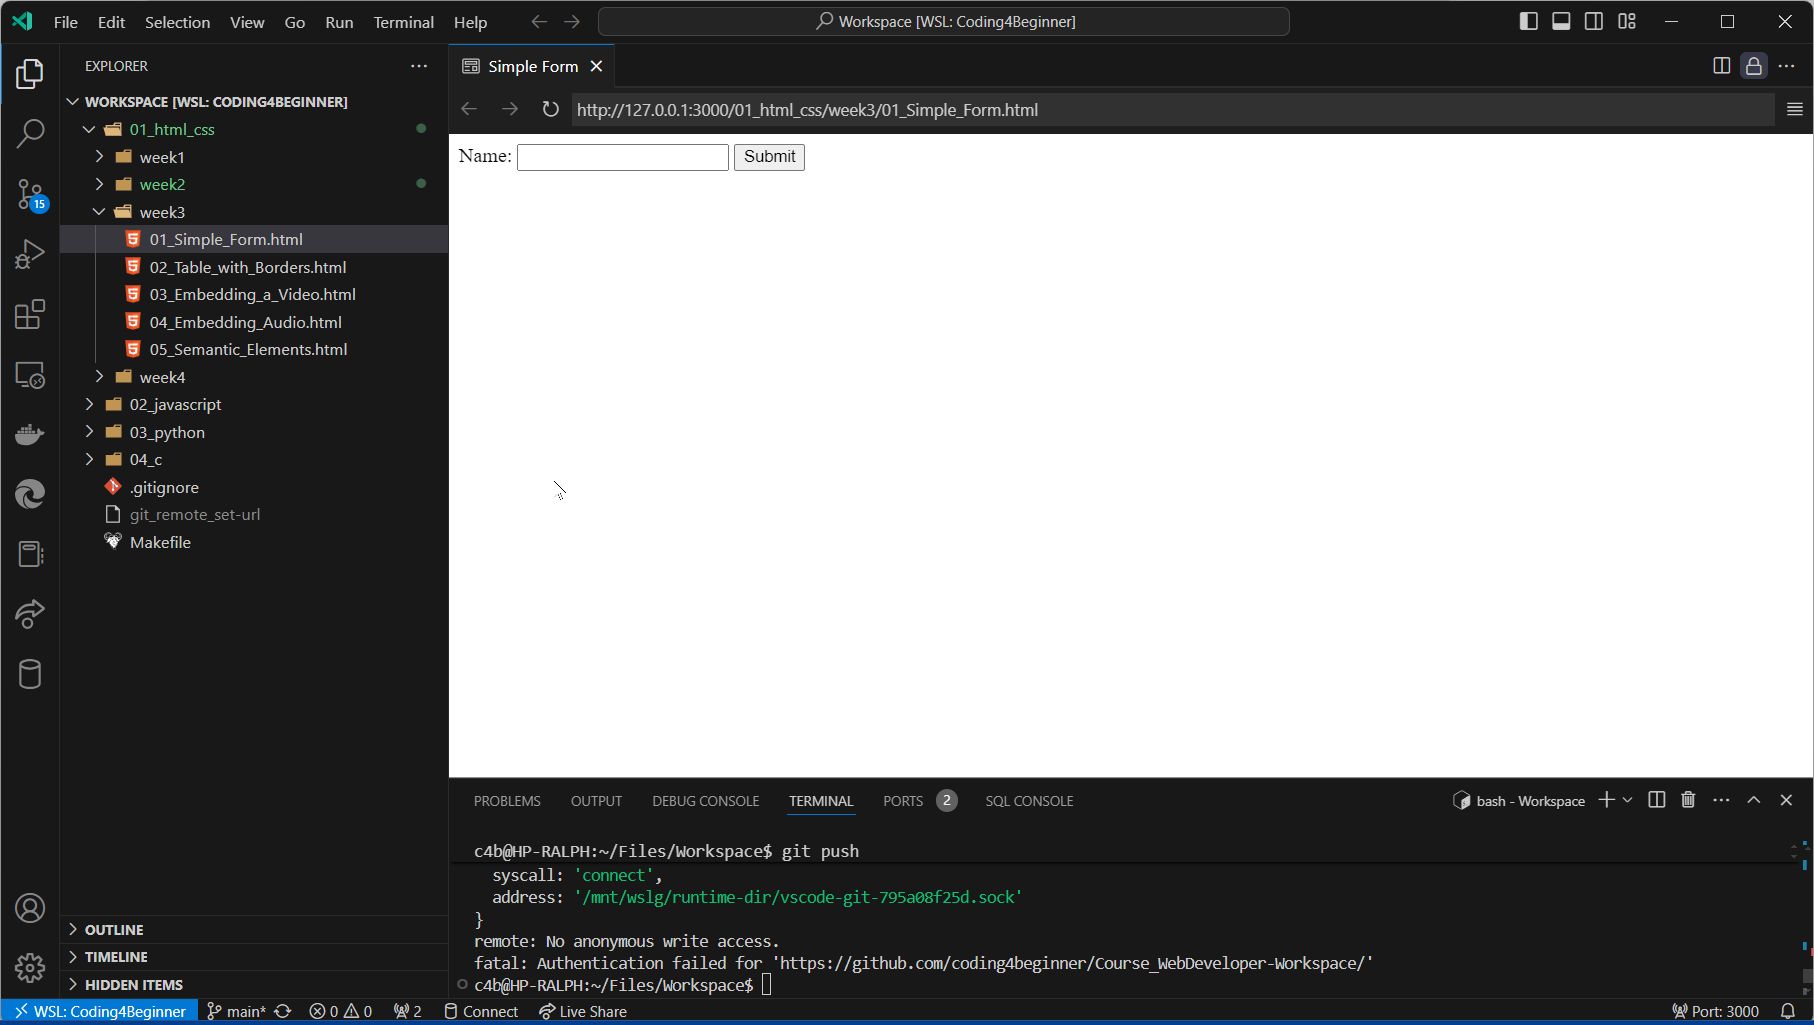 File Edit Selection View Go Run Terminal Help
Workspace [WSL: Coding4Beginner]
EXPLORER
WORKSPACE [WSL: CODING4BEGINNER]
01_html_css
week1
week2
week3
01_Simple_Form.html
02_Table_with_Borders.html
03_Embedding_a_Video.html
04_Embedding_Audio.html
05_Semantic_Elements.html
week4
02_javascript
03_python
04_c
.gitignore
git_remote_set-url
Makefile
OUTLINE
TIMELINE
HIDDEN ITEMS
15
Simple Form
http://127.0.0.1:3000/01_html_css/week3/01_Simple_Form.html
Name: Submit
PROBLEMS OUTPUT DEBUG CONSOLE TERMINAL PORTS 2 SQL CONSOLE
bash - Workspace
c4b@HP-RALPH:~/Files/Workspace$ git push
syscall: 'connect',
address: '/mnt/wslg/runtime-dir/vscode-git-795a08f25d.sock'
}
remote: No anonymous write access.
fatal: Authentication failed for 'https://github.com/coding4beginner/Course_WebDeveloper-Workspace/'
c4b@HP-RALPH:~/Files/Workspace$
WSL: Coding4Beginner main* 0 0 2 Connect Live Share Port: 3000